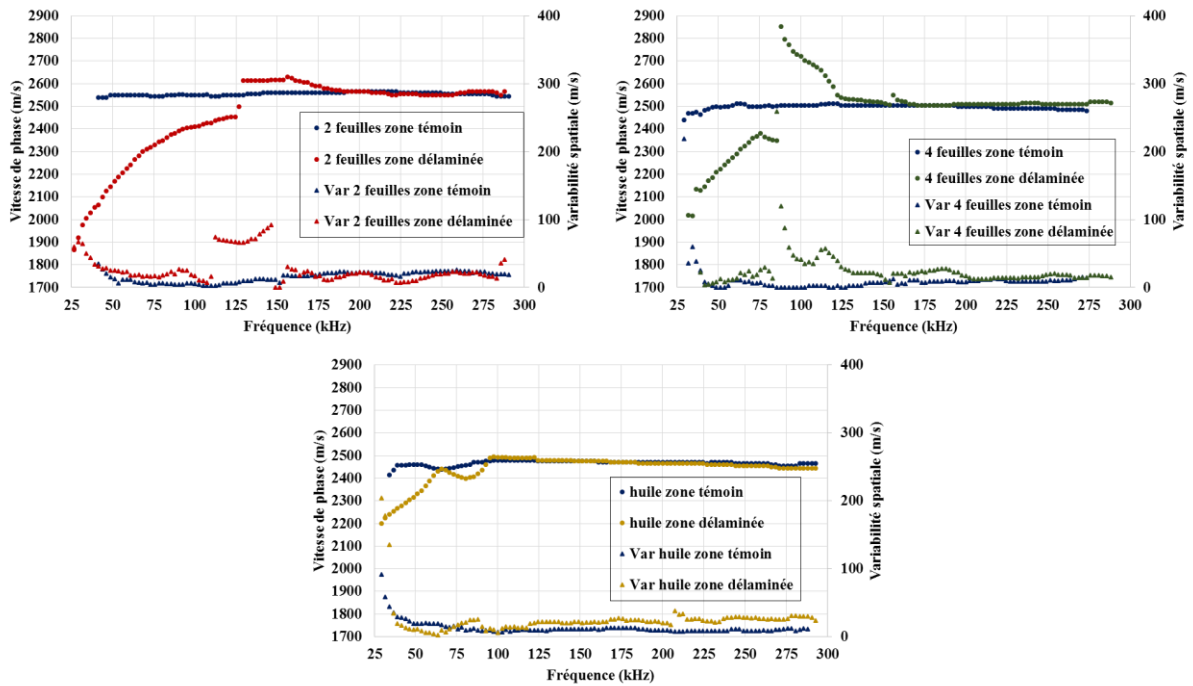 2900
2800
2700
2600
2500
2400
2300
2200
2100
2000
1900
1800
1700
Vitesse de phase (m/s)
400
300
200
100
0
Variabilité spatiale (m/s)
2 feuilles zone témoin
2 feuilles zone délaminée
Var 2 feuilles zone témoin
Var 2 feuilles zone délaminée
25 50 75 100 125 150 175 200 225 250 275 300
Fréquence (kHz)
2900
2800
2700
2600
2500
2400
2300
2200
2100
2000
1900
1800
1700
Vitesse de phase (m/s)
400
300
200
100
0
Variabilité spatiale (m/s)
4 feuilles zone témoin
4 feuilles zone délaminée
Var 4 feuilles zone témoin
Var 4 feuilles zone délaminée
25 50 75 100 125 150 175 200 225 250 275 300
Fréquence (kHz)
2900
2800
2700
2600
2500
2400
2300
2200
2100
2000
1900
1800
1700
Vitesse de phase (m/s)
400
300
200
100
0
Variabilité spatiale (m/s)
huile zone témoin
huile zone délaminée
Var huile zone témoin
Var huile zone délaminée
25 50 75 100 125 150 175 200 225 250 275 300
Fréquence (kHz)